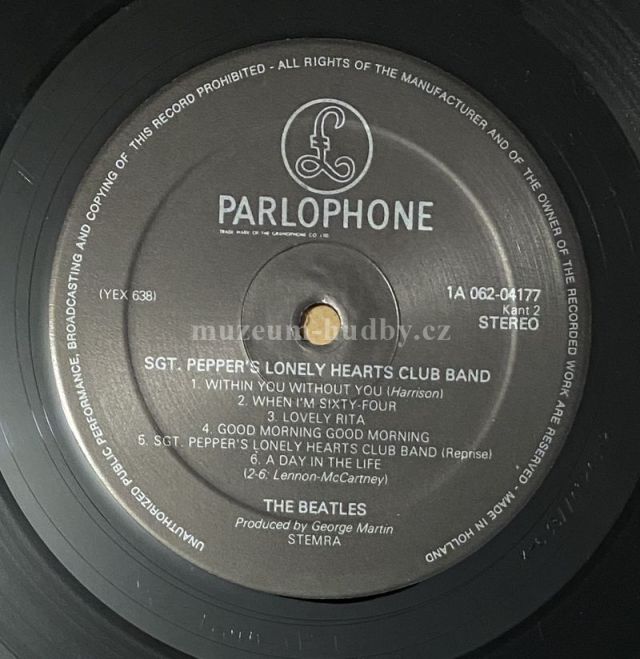 UNAUTHORIZED PUBLIC PERFORMANCE, BROADCASTING AND COPYING OF THIS RECORD PROHIBITED - ALL RIGHTS OF THE MANUFACTURER AND OF THE OWNER OF THE RECORDED WORK ARE RESERVED - MADE IN HOLLAND
£
PARLOPHONE
TRADE MARK OF THE GRAMOPHONE CO. LTD.
(YEX 638)
1A 062-04177
Kant 2
STEREO
muzeum-hudby.cz
SGT. PEPPER'S LONELY HEARTS CLUB BAND
1. WITHIN YOU WITHOUT YOU (Harrison)
2. WHEN I'M SIXTY-FOUR
3. LOVELY RITA
4. GOOD MORNING GOOD MORNING
5. SGT. PEPPER'S LONELY HEARTS CLUB BAND (Reprise)
6. A DAY IN THE LIFE
(2-6: Lennon-McCartney)
THE BEATLES
Produced by George Martin
STEMRA